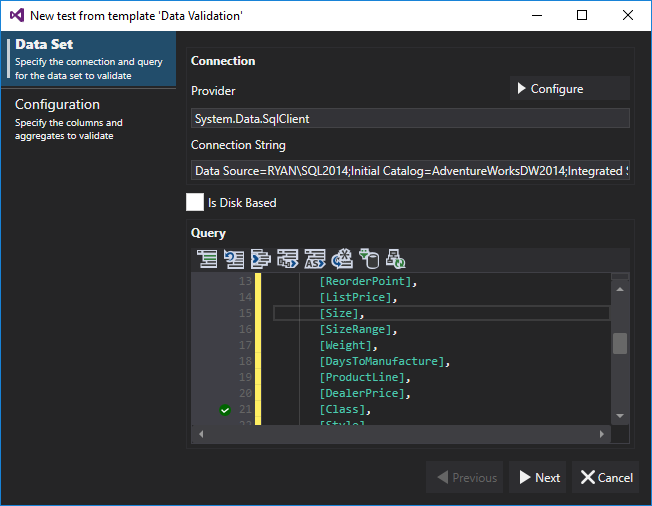 New test from template 'Data Validation'
Data Set
Specify the connection and query
for the data set to validate
Configuration
Specify the columns and
aggregates to validate
Connection
Provider
Configure
System.Data.SqlClient
Connection String
Data Source=RYAN\SQL2014;Initial Catalog=AdventureWorksDW2014;Integrated
Is Disk Based
Query
13 [ReorderPoint],
14 [ListPrice],
15 [Size],
16 [SizeRange],
17 [Weight],
18 [DaysToManufacture],
19 [ProductLine],
20 [DealerPrice],
21 [Class],
22 [Style]
Previous
Next
Cancel